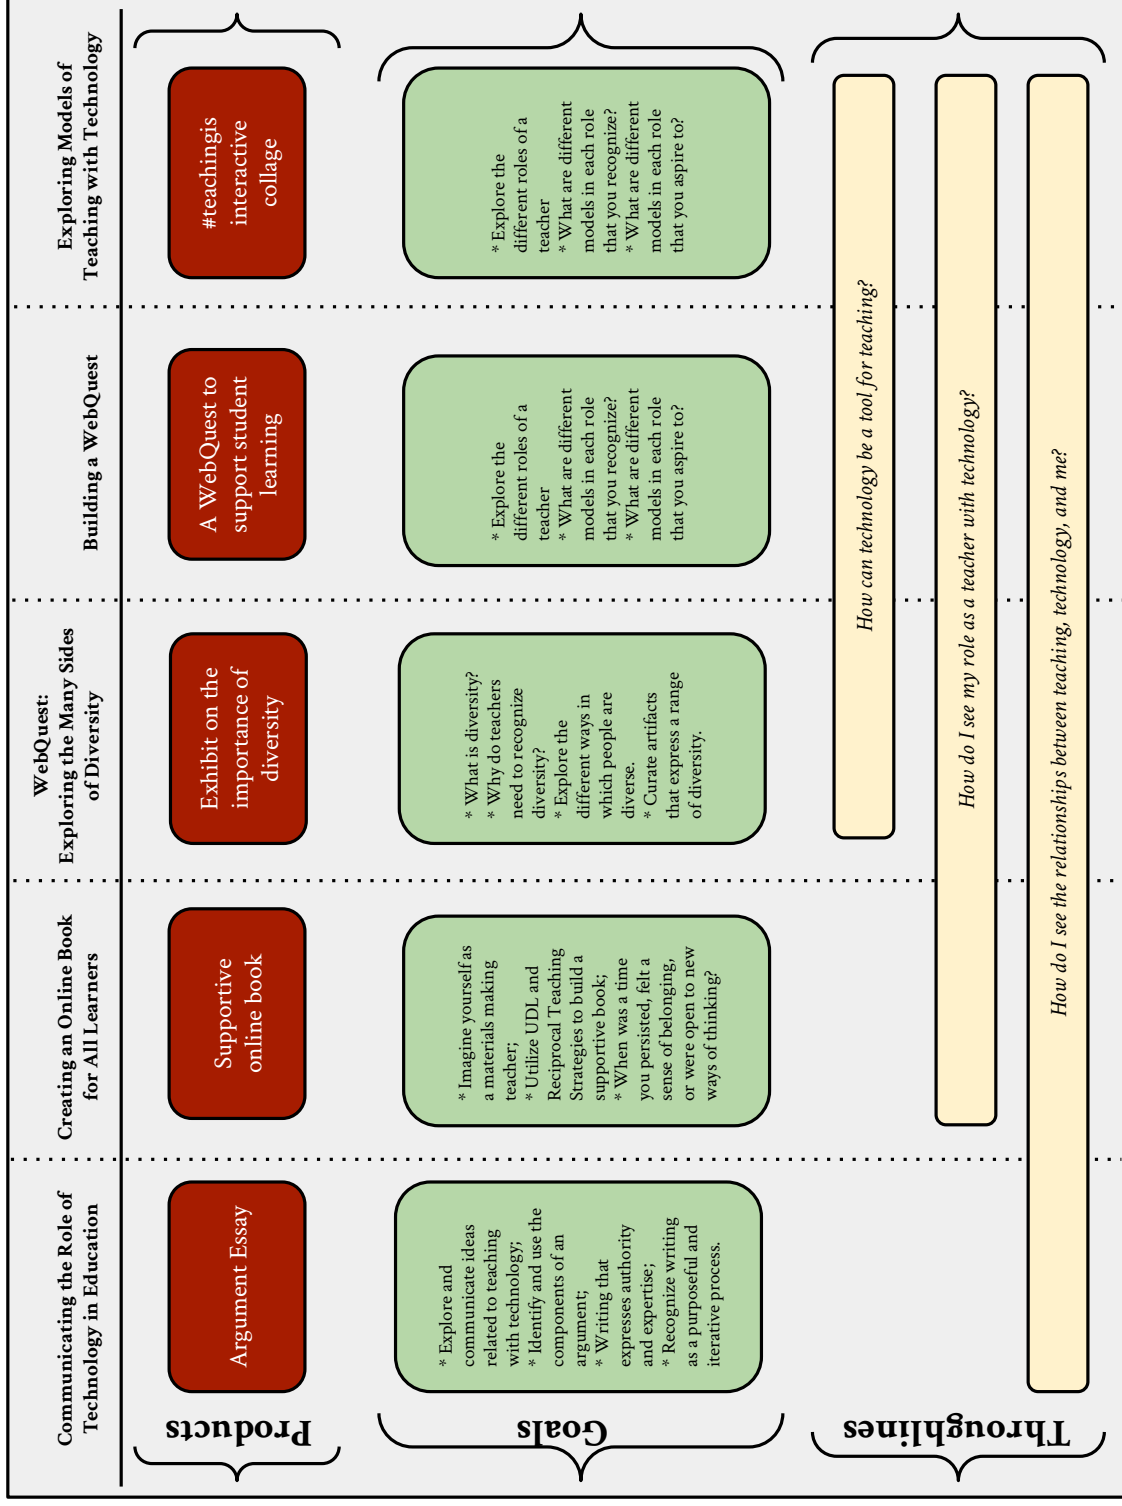 Communicating the Role of
Technology in Education
Creating an Online Book
for All Learners
WebQuest:
Exploring the Many Sides
of Diversity
Building a WebQuest
Exploring Models of
Teaching with Technology
Products
Argument Essay
Supportive
online book
Exhibit on the
importance of
diversity
A WebQuest to
support student
learning
#teachingis
interactive
collage
Goals
* Explore and
communicate ideas
related to teaching
with technology;
* Identify and use the
components of an
argument;
* Writing that
expresses authority
and expertise;
* Recognize writing
as a purposeful and
iterative process.
* Imagine yourself as
a materials making
teacher;
* Utilize UDL and
Reciprocal Teaching
Strategies to build a
supportive book;
* When was a time
you persisted, felt a
sense of belonging,
or were open to new
ways of thinking?
* What is diversity?
* Why do teachers
need to recognize
diversity?
* Explore the
different ways in
which people are
diverse.
* Curate artifacts
that express a range
of diversity.
* Explore the
different roles of a
teacher
* What are different
models in each role
that you recognize?
* What are different
models in each role
that you aspire to?
* Explore the
different roles of a
teacher
* What are different
models in each role
that you recognize?
* What are different
models in each role
that you aspire to?
Throughlines
How can technology be a tool for teaching?
How do I see my role as a teacher with technology?
How do I see the relationships between teaching, technology, and me?